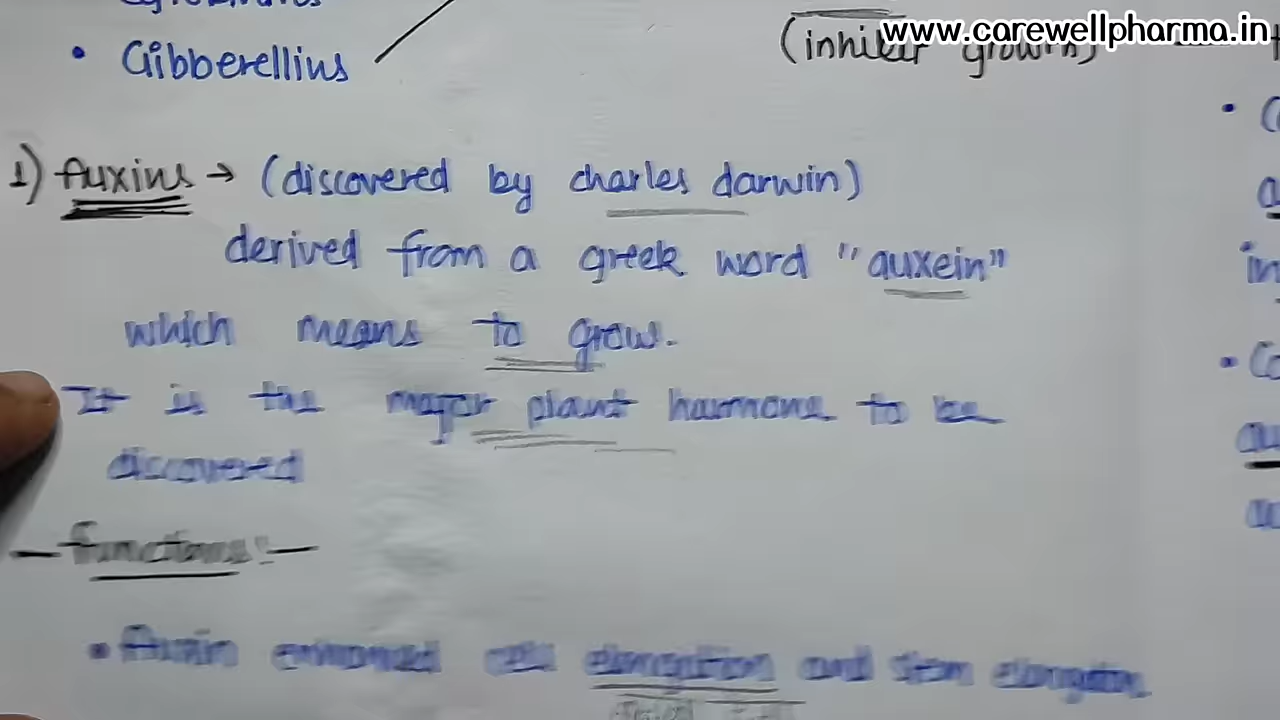 www.carewellpharma.in
• Gibberellins
(inhibit growth)
1) Auxins → (discovered by charles darwin)
derived from a greek word "auxein"
which means to grow.
It is the major plant harmone to be
discovered
— functions:—
• Auxin enhanced cell elongation and stem elongation